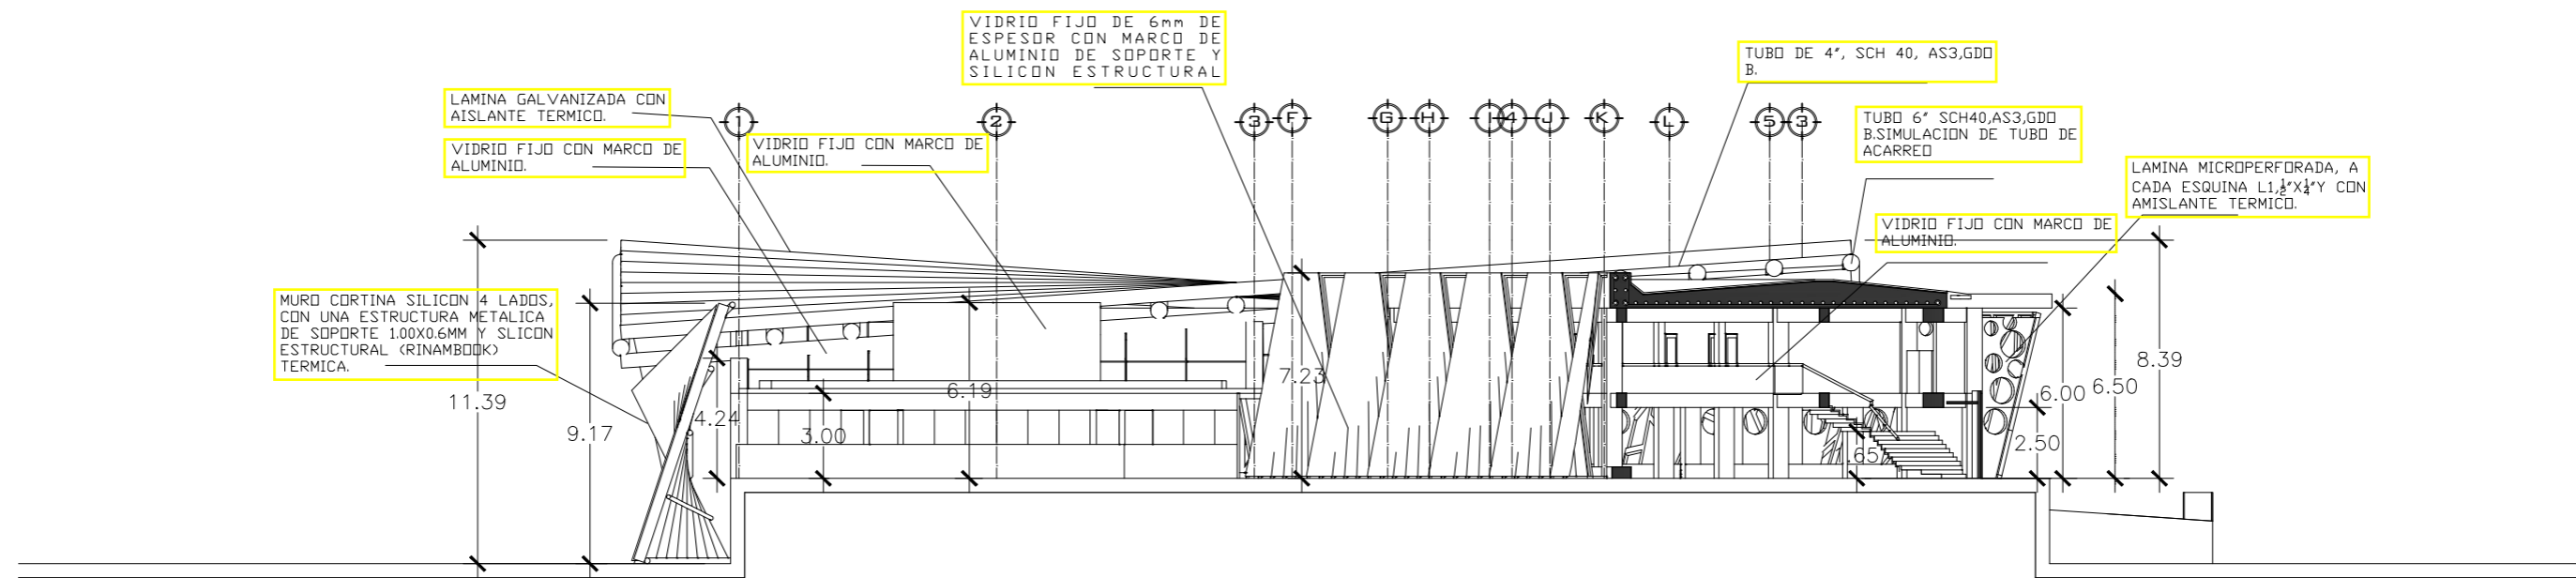 VIDRIO FIJO DE 6mm DE
ESPESOR CON MARCO DE
ALUMINIO DE SOPORTE Y
SILICON ESTRUCTURAL
TUBO DE 4", SCH 40, AS3,GDO
B.
LAMINA GALVANIZADA CON
AISLANTE TERMICO.
VIDRIO FIJO CON MARCO DE
ALUMINIO.
VIDRIO FIJO CON MARCO DE
ALUMINIO.
1
2
3
F
G
H
I
4
J
K
L
5
3
TUBO 6" SCH40,AS3,GDO
B.SIMULACION DE TUBO DE
ACARREO
LAMINA MICROPERFORADA, A
CADA ESQUINA L1,½"X¼"Y CON
AMISLANTE TERMICO.
VIDRIO FIJO CON MARCO DE
ALUMINIO.
MURO CORTINA SILICON 4 LADOS,
CON UNA ESTRUCTURA METALICA
DE SOPORTE 1.00X0.6MM Y SLICON
ESTRUCTURAL (RINAMBOOK)
TERMICA.
11.39
9.17
4.24
3.00
6.19
7.23
.65
2.50
6.00
6.50
8.39